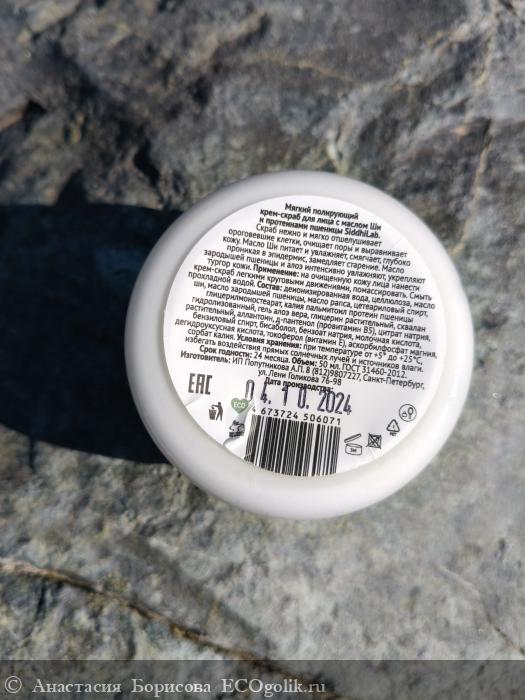 Мягкий полирующий
крем-скраб для лица с маслом Ши
и протеинами пшеницы SiddhiLab.
Скраб нежно и мягко отшелушивает
ороговевшие клетки, очищает поры и выравнивает
кожу. Масло Ши питает и увлажняет, смягчает, глубоко
проникая в эпидермис, замедляет старение. Масло
зародышей пшеницы и алоэ интенсивно увлажняют, укрепляют
тургор кожи. Применение: на очищенную кожу лица нанести
крем-скраб легкими круговыми движениями, помассировать. Смыть
прохладной водой. Состав: деионизированная вода, целлюлоза, масло
ши, масло зародышей пшеницы, масло рапса, цетеариловый спирт,
глицерилмоностеарат, калия пальмитоил протеин пшеницы
гидролизованный, гель алоэ вера, глицерин растительный, сквалан
растительный, аллантоин, д-пантенол (провитамин B5), цитрат натрия,
бензиловый спирт, бисаболол, бензоат натрия, молочная кислота,
дегидроуксусная кислота, токоферол (витамин Е), аскорбилфосфат магния,
сорбат калия. Условия хранения: при температуре от +5° до +25°С
избегать воздействия прямых солнечных лучей и источников влаги.
Срок годности: 24 месяца. Объем: 50 мл. ГОСТ 31460-2012.
Изготовитель: ИП Попутникова А.П. 8 (812)9807227, Санкт-Петербург,
ул. Лени Голикова 76-98
Дата производства:
EAC
04.10.2024
ECO
4 673724 506071
3М
© Анастасия Борисова ECOgolik.ru